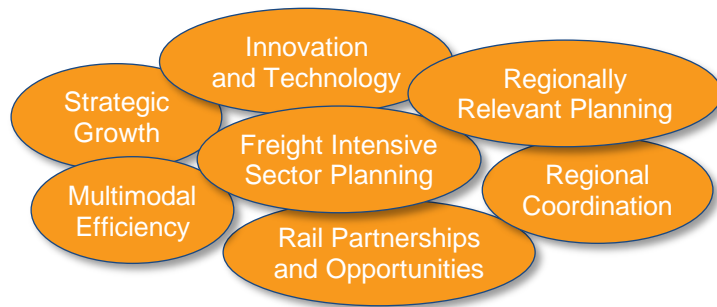 Innovation
and Technology
Regionally
Relevant Planning
Strategic
Growth
Freight Intensive
Sector Planning
Multimodal
Efficiency
Regional
Coordination
Rail Partnerships
and Opportunities